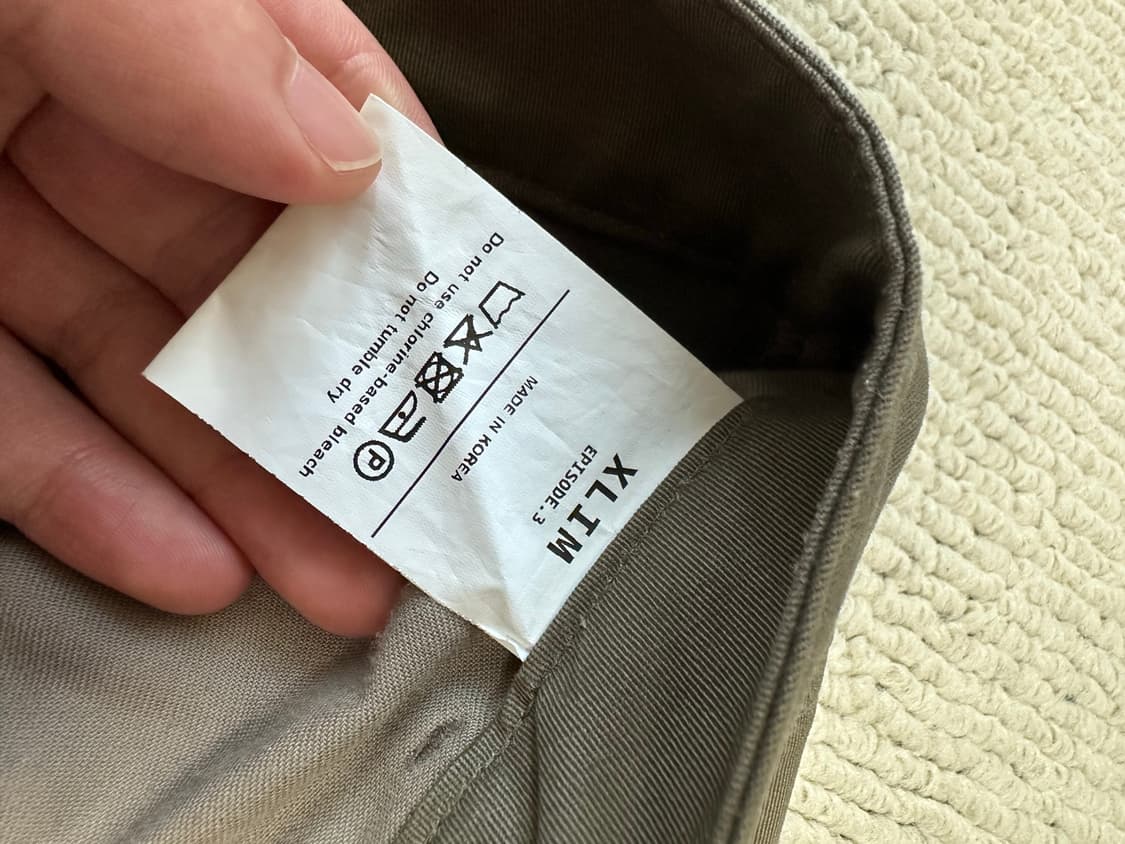 XLIM
EPISODE.3
MADE IN KOREA
P
Do not use chlorine-based bleach
Do not tumble dry